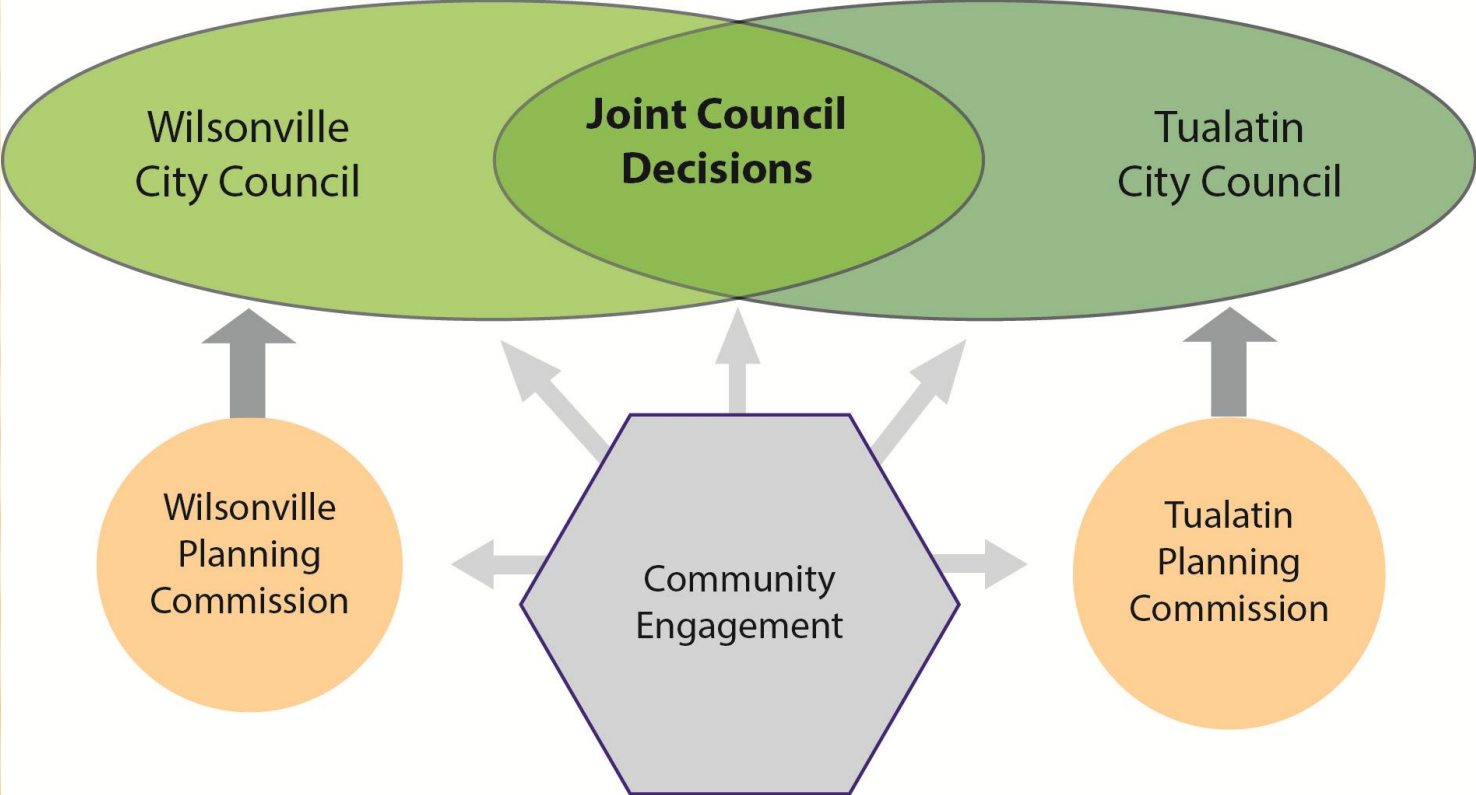 Wilsonville
City Council
Joint Council
Decisions
Tualatin
City Council
Wilsonville
Planning
Commission
Community
Engagement
Tualatin
Planning
Commission